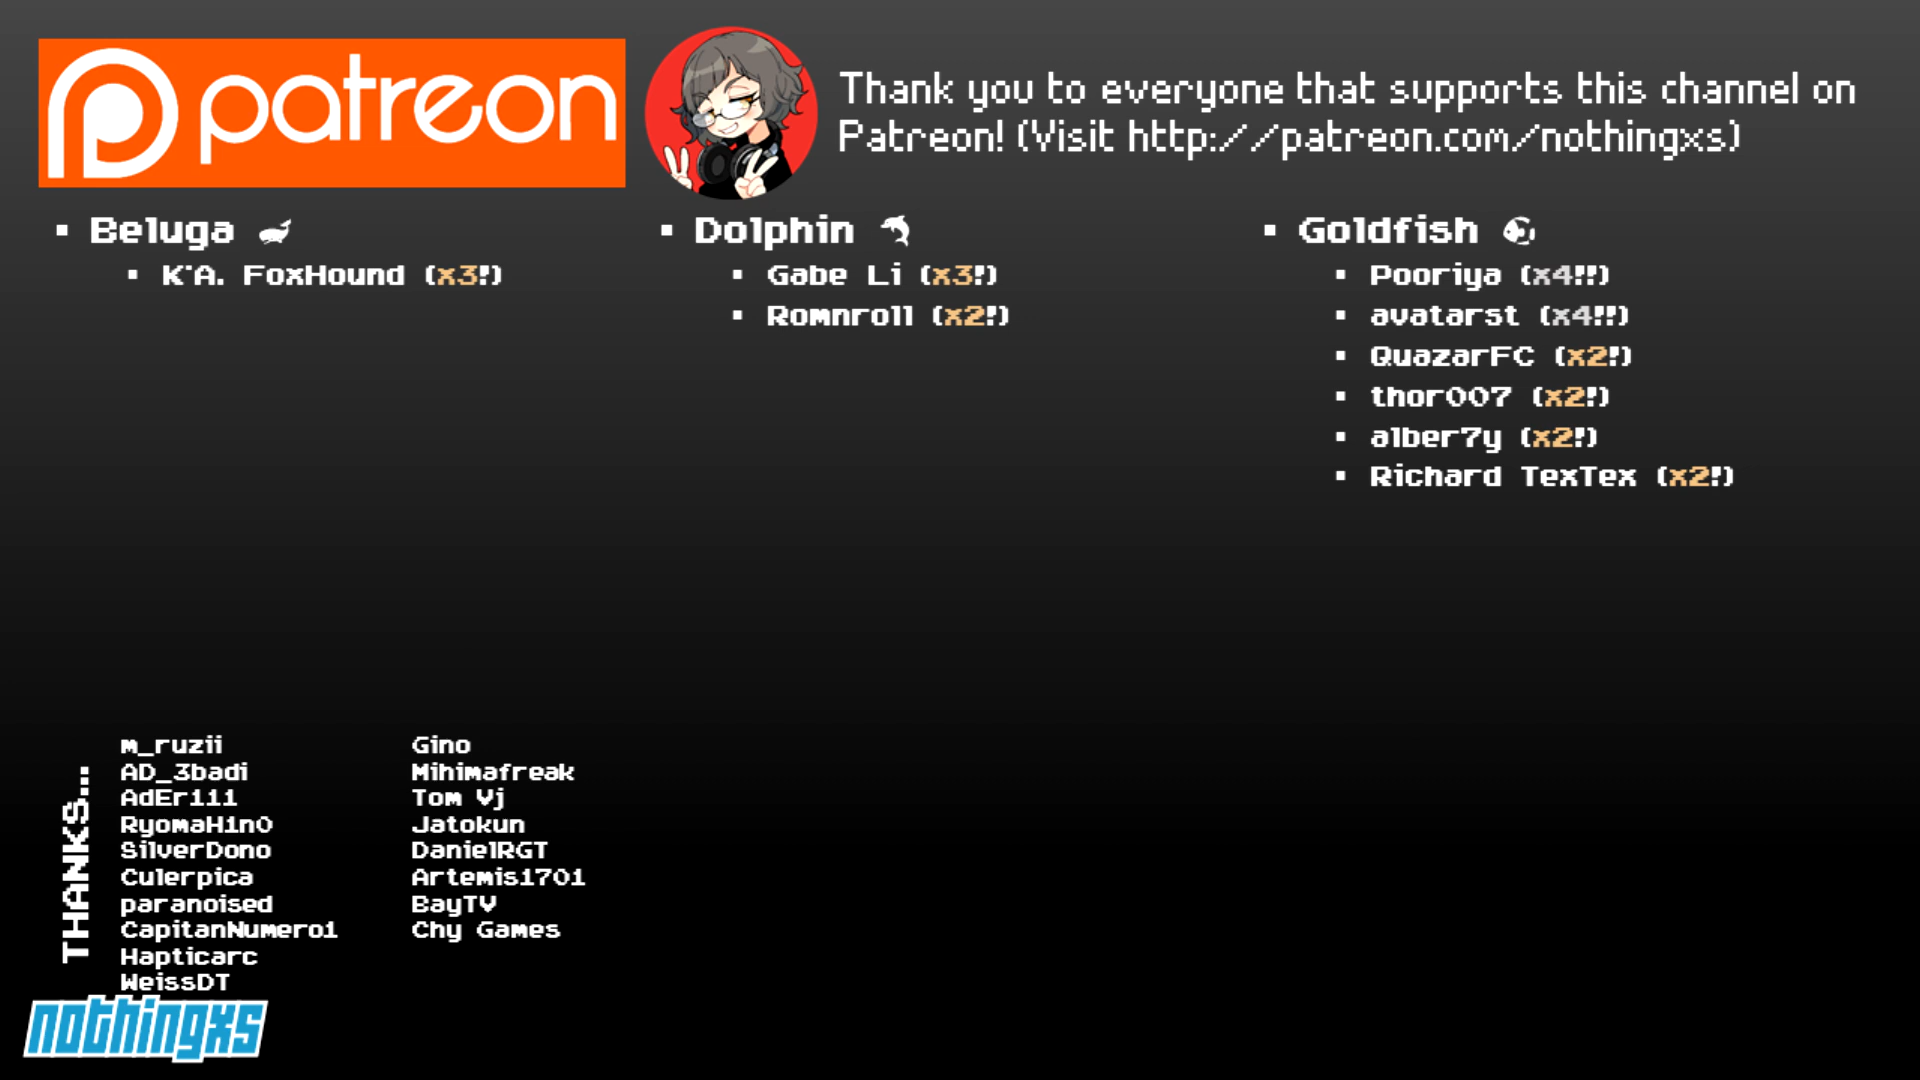 patreon
Thank you to everyone that supports this channel on
Patreon! (Visit http://patreon.com/nothingxs)
▪ Beluga
▪ K'A. FoxHound (x3!)
▪ Dolphin
▪ Gabe Li (x3!)
▪ Romnroll (x2!)
▪ Goldfish
▪ Pooriya (x4!!)
▪ avatarst (x4!!)
▪ QuazarFC (x2!)
▪ thor007 (x2!)
▪ alber7y (x2!)
▪ Richard TexTex (x2!)
THANKS...
m_ruzii
AD_3badi
AdEr111
RyomaH1n0
SilverDono
Culerpica
paranoised
CapitanNumero1
Hapticarc
WeissDT
Gino
Mihimafreak
Tom Vj
Jatokun
DanielRGT
Artemis1701
BayTV
Chy Games
nothingxs